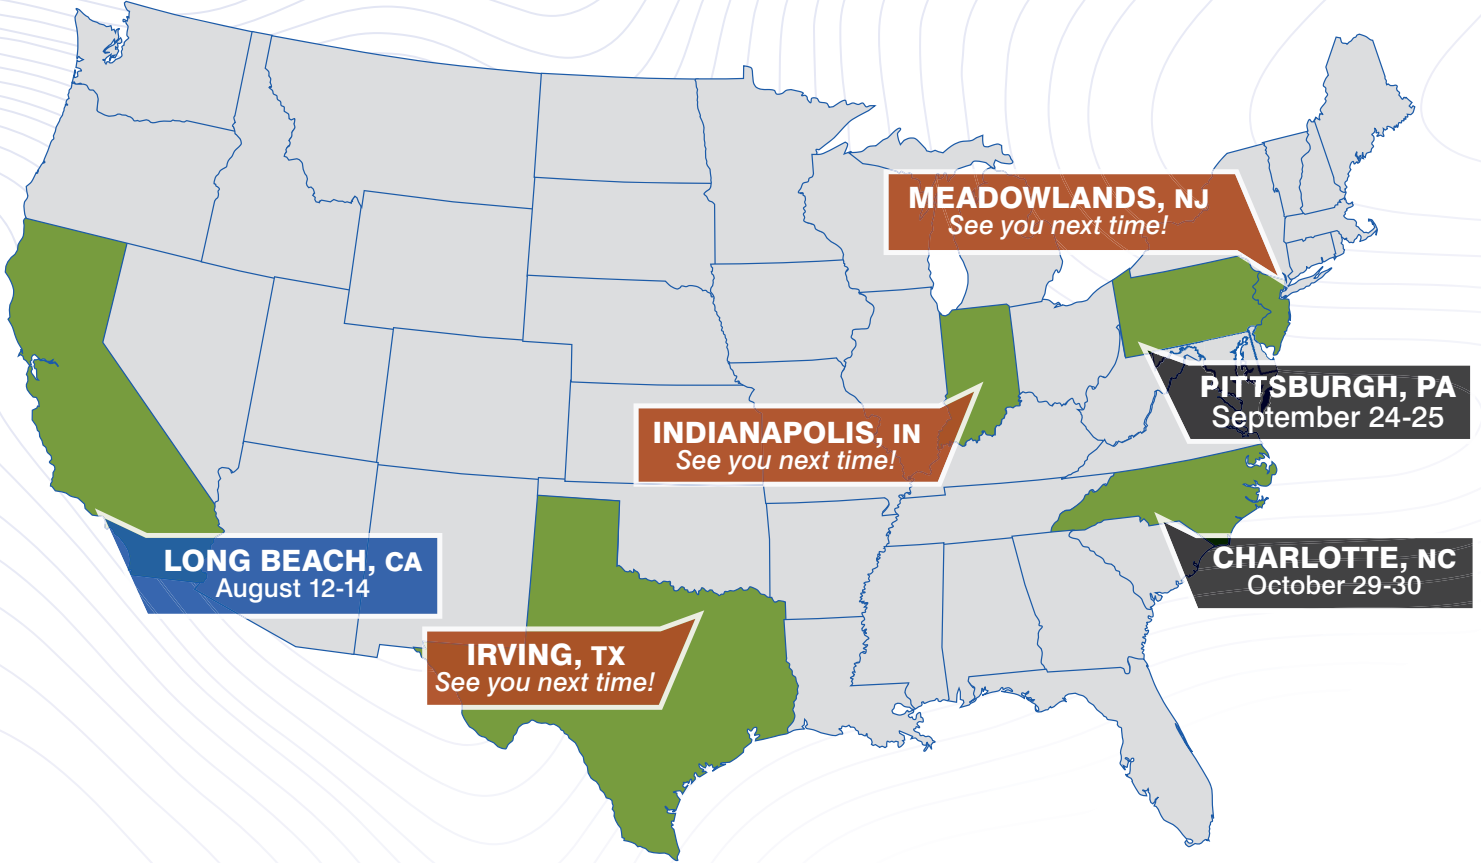 MEADOWLANDS, NJ
See you next time!
PITTSBURGH, PA
September 24-25
INDIANAPOLIS, IN
See you next time!
LONG BEACH, CA
August 12-14
CHARLOTTE, NC
October 29-30
IRVING, TX
See you next time!